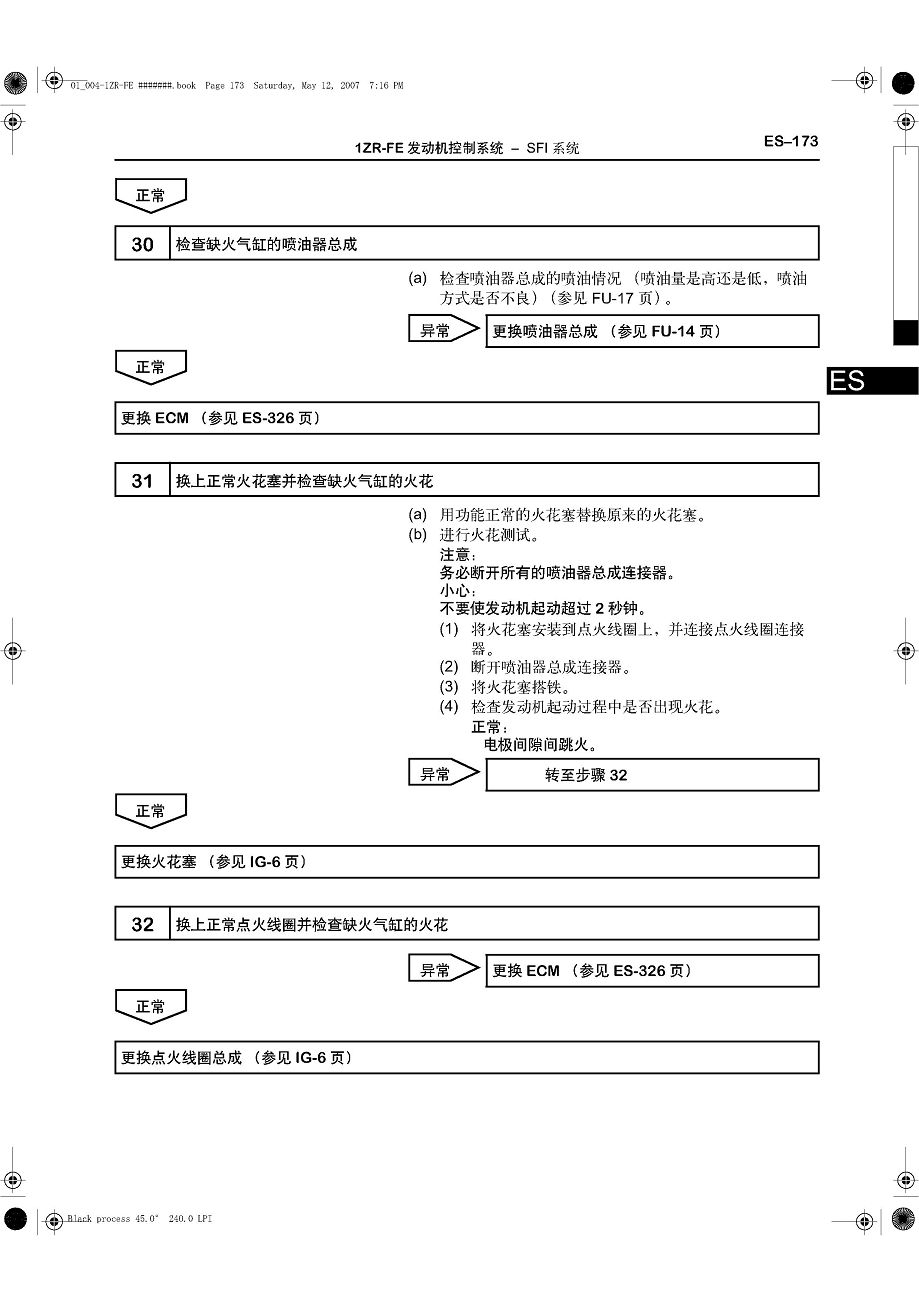 01_004-1ZR-FE #######.book Page 173 Saturday, May 12, 2007 7:16 PM
1ZR-FE 发动机控制系统 – SFI 系统
ES–173
正常
30 检查缺火气缸的喷油器总成
(a) 检查喷油器总成的喷油情况 （喷油量是高还是低，喷油
方式是否不良）（参见 FU-17 页）。
异常 更换喷油器总成 （参见 FU-14 页）
正常
ES
更换 ECM （参见 ES-326 页）
31 换上正常火花塞并检查缺火气缸的火花
(a) 用功能正常的火花塞替换原来的火花塞。
(b) 进行火花测试。
注意：
务必断开所有的喷油器总成连接器。
小心：
不要使发动机起动超过 2 秒钟。
(1) 将火花塞安装到点火线圈上，并连接点火线圈连接
器。
(2) 断开喷油器总成连接器。
(3) 将火花塞搭铁。
(4) 检查发动机起动过程中是否出现火花。
正常：
电极间隙间跳火。
异常 转至步骤 32
正常
更换火花塞 （参见 IG-6 页）
32 换上正常点火线圈并检查缺火气缸的火花
异常 更换 ECM （参见 ES-326 页）
正常
更换点火线圈总成 （参见 IG-6 页）
Black process 45.0° 240.0 LPI